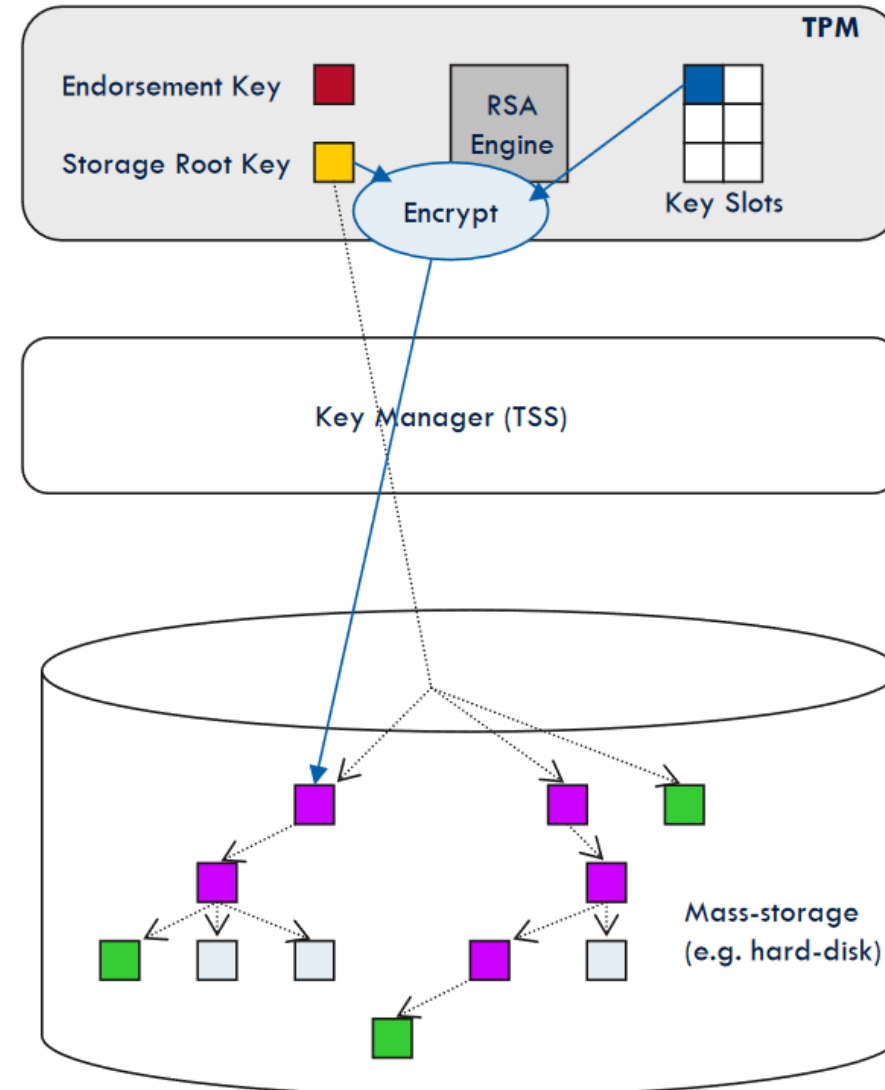 TPM
Endorsement Key
RSA
Engine
Storage Root Key
Encrypt
Key Slots
Key Manager (TSS)
Mass-storage
(e.g. hard-disk)